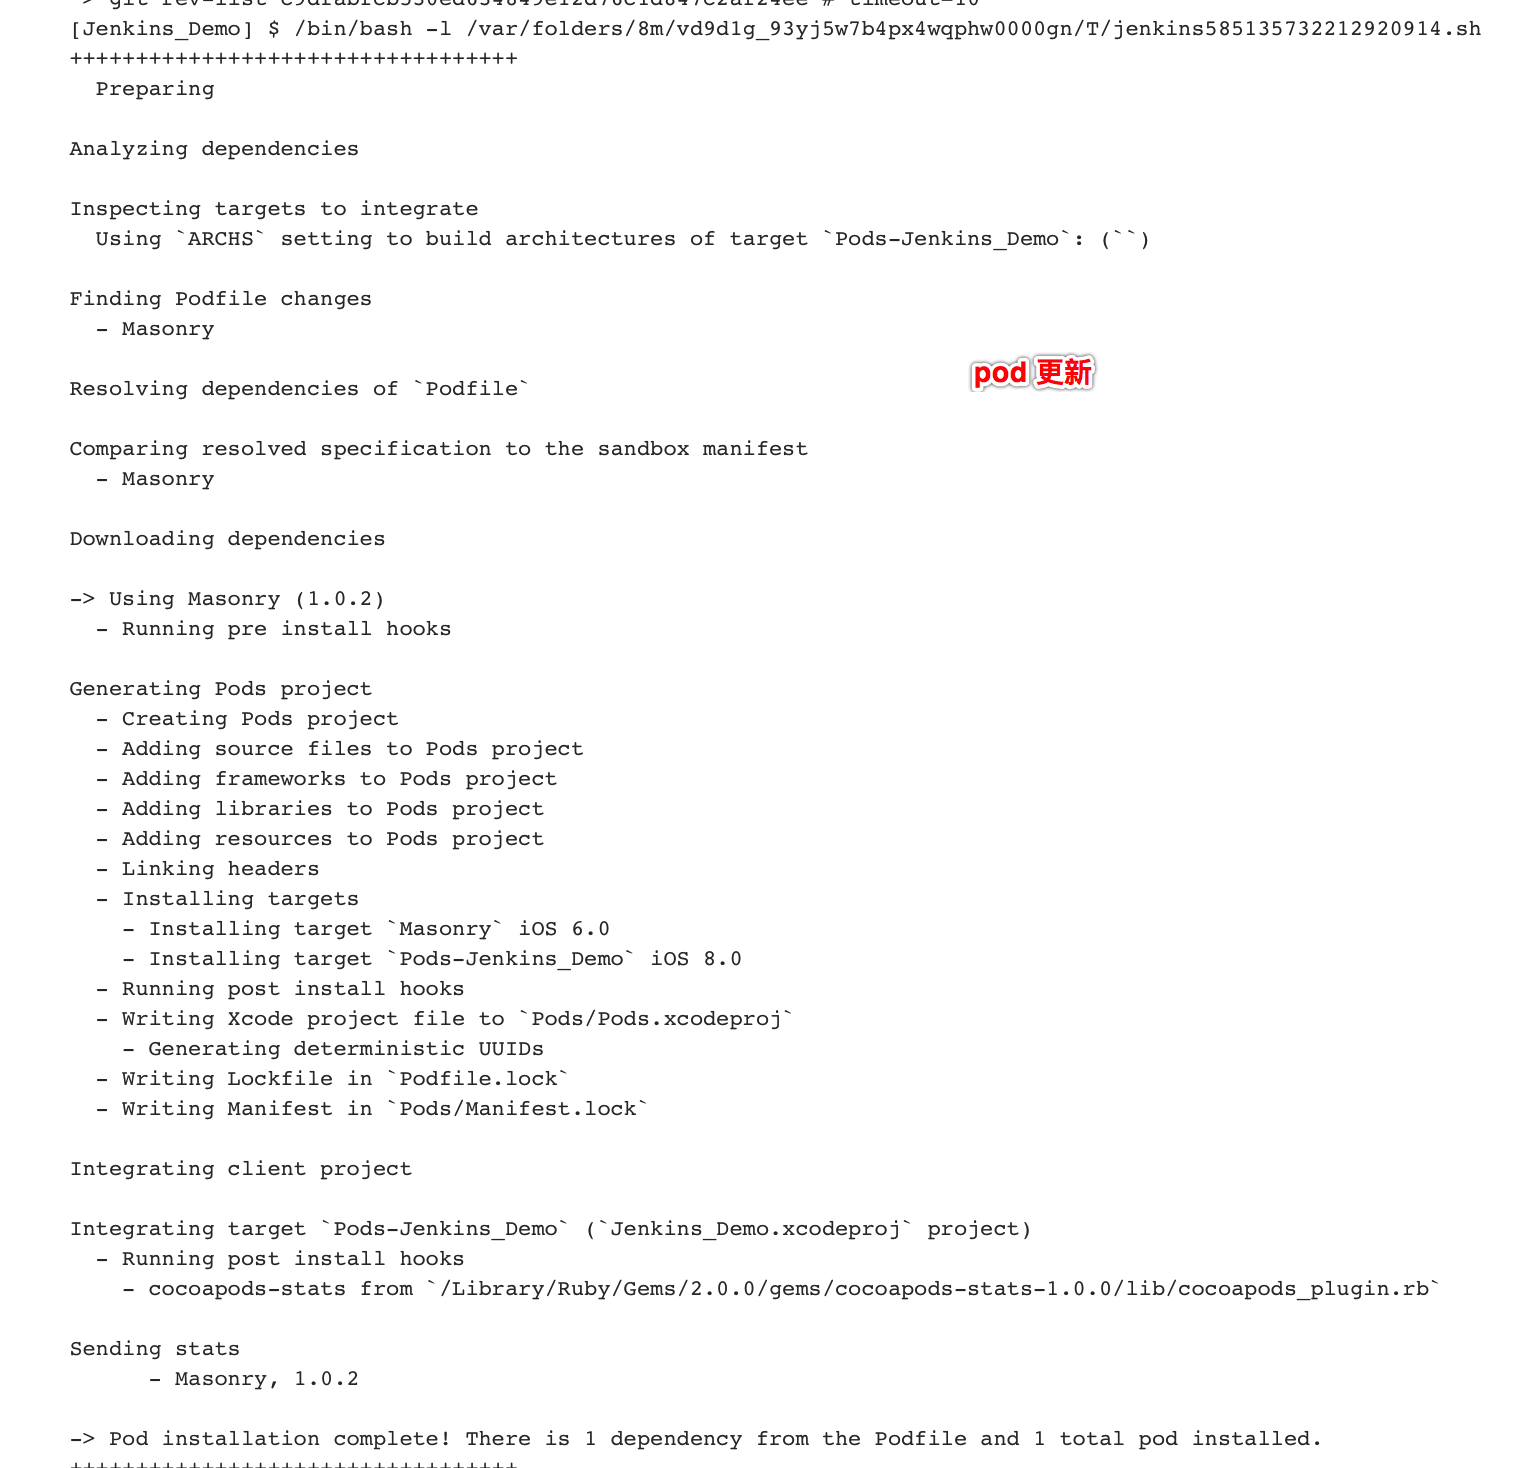 [Jenkins_Demo] $ /bin/bash -l /var/folders/8m/vd9d1g_93yj5w7b4px4wqphw0000gn/T/jenkins585135732212920914.sh
++++++++++++++++++++++++++++++++++
Preparing
Analyzing dependencies
Inspecting targets to integrate
Using `ARCHS` setting to build architectures of target `Pods-Jenkins_Demo`: (``)
Finding Podfile changes
- Masonry
pod 更新
Resolving dependencies of `Podfile`
Comparing resolved specification to the sandbox manifest
- Masonry
Downloading dependencies
-> Using Masonry (1.0.2)
- Running pre install hooks
Generating Pods project
- Creating Pods project
- Adding source files to Pods project
- Adding frameworks to Pods project
- Adding libraries to Pods project
- Adding resources to Pods project
- Linking headers
- Installing targets
- Installing target `Masonry` iOS 6.0
- Installing target `Pods-Jenkins_Demo` iOS 8.0
- Running post install hooks
- Writing Xcode project file to `Pods/Pods.xcodeproj`
- Generating deterministic UUIDs
- Writing Lockfile in `Podfile.lock`
- Writing Manifest in `Pods/Manifest.lock`
Integrating client project
Integrating target `Pods-Jenkins_Demo` (`Jenkins_Demo.xcodeproj` project)
- Running post install hooks
- cocoapods-stats from `/Library/Ruby/Gems/2.0.0/gems/cocoapods-stats-1.0.0/lib/cocoapods_plugin.rb`
Sending stats
- Masonry, 1.0.2
-> Pod installation complete! There is 1 dependency from the Podfile and 1 total pod installed.
++++++++++++++++++++++++++++++++++